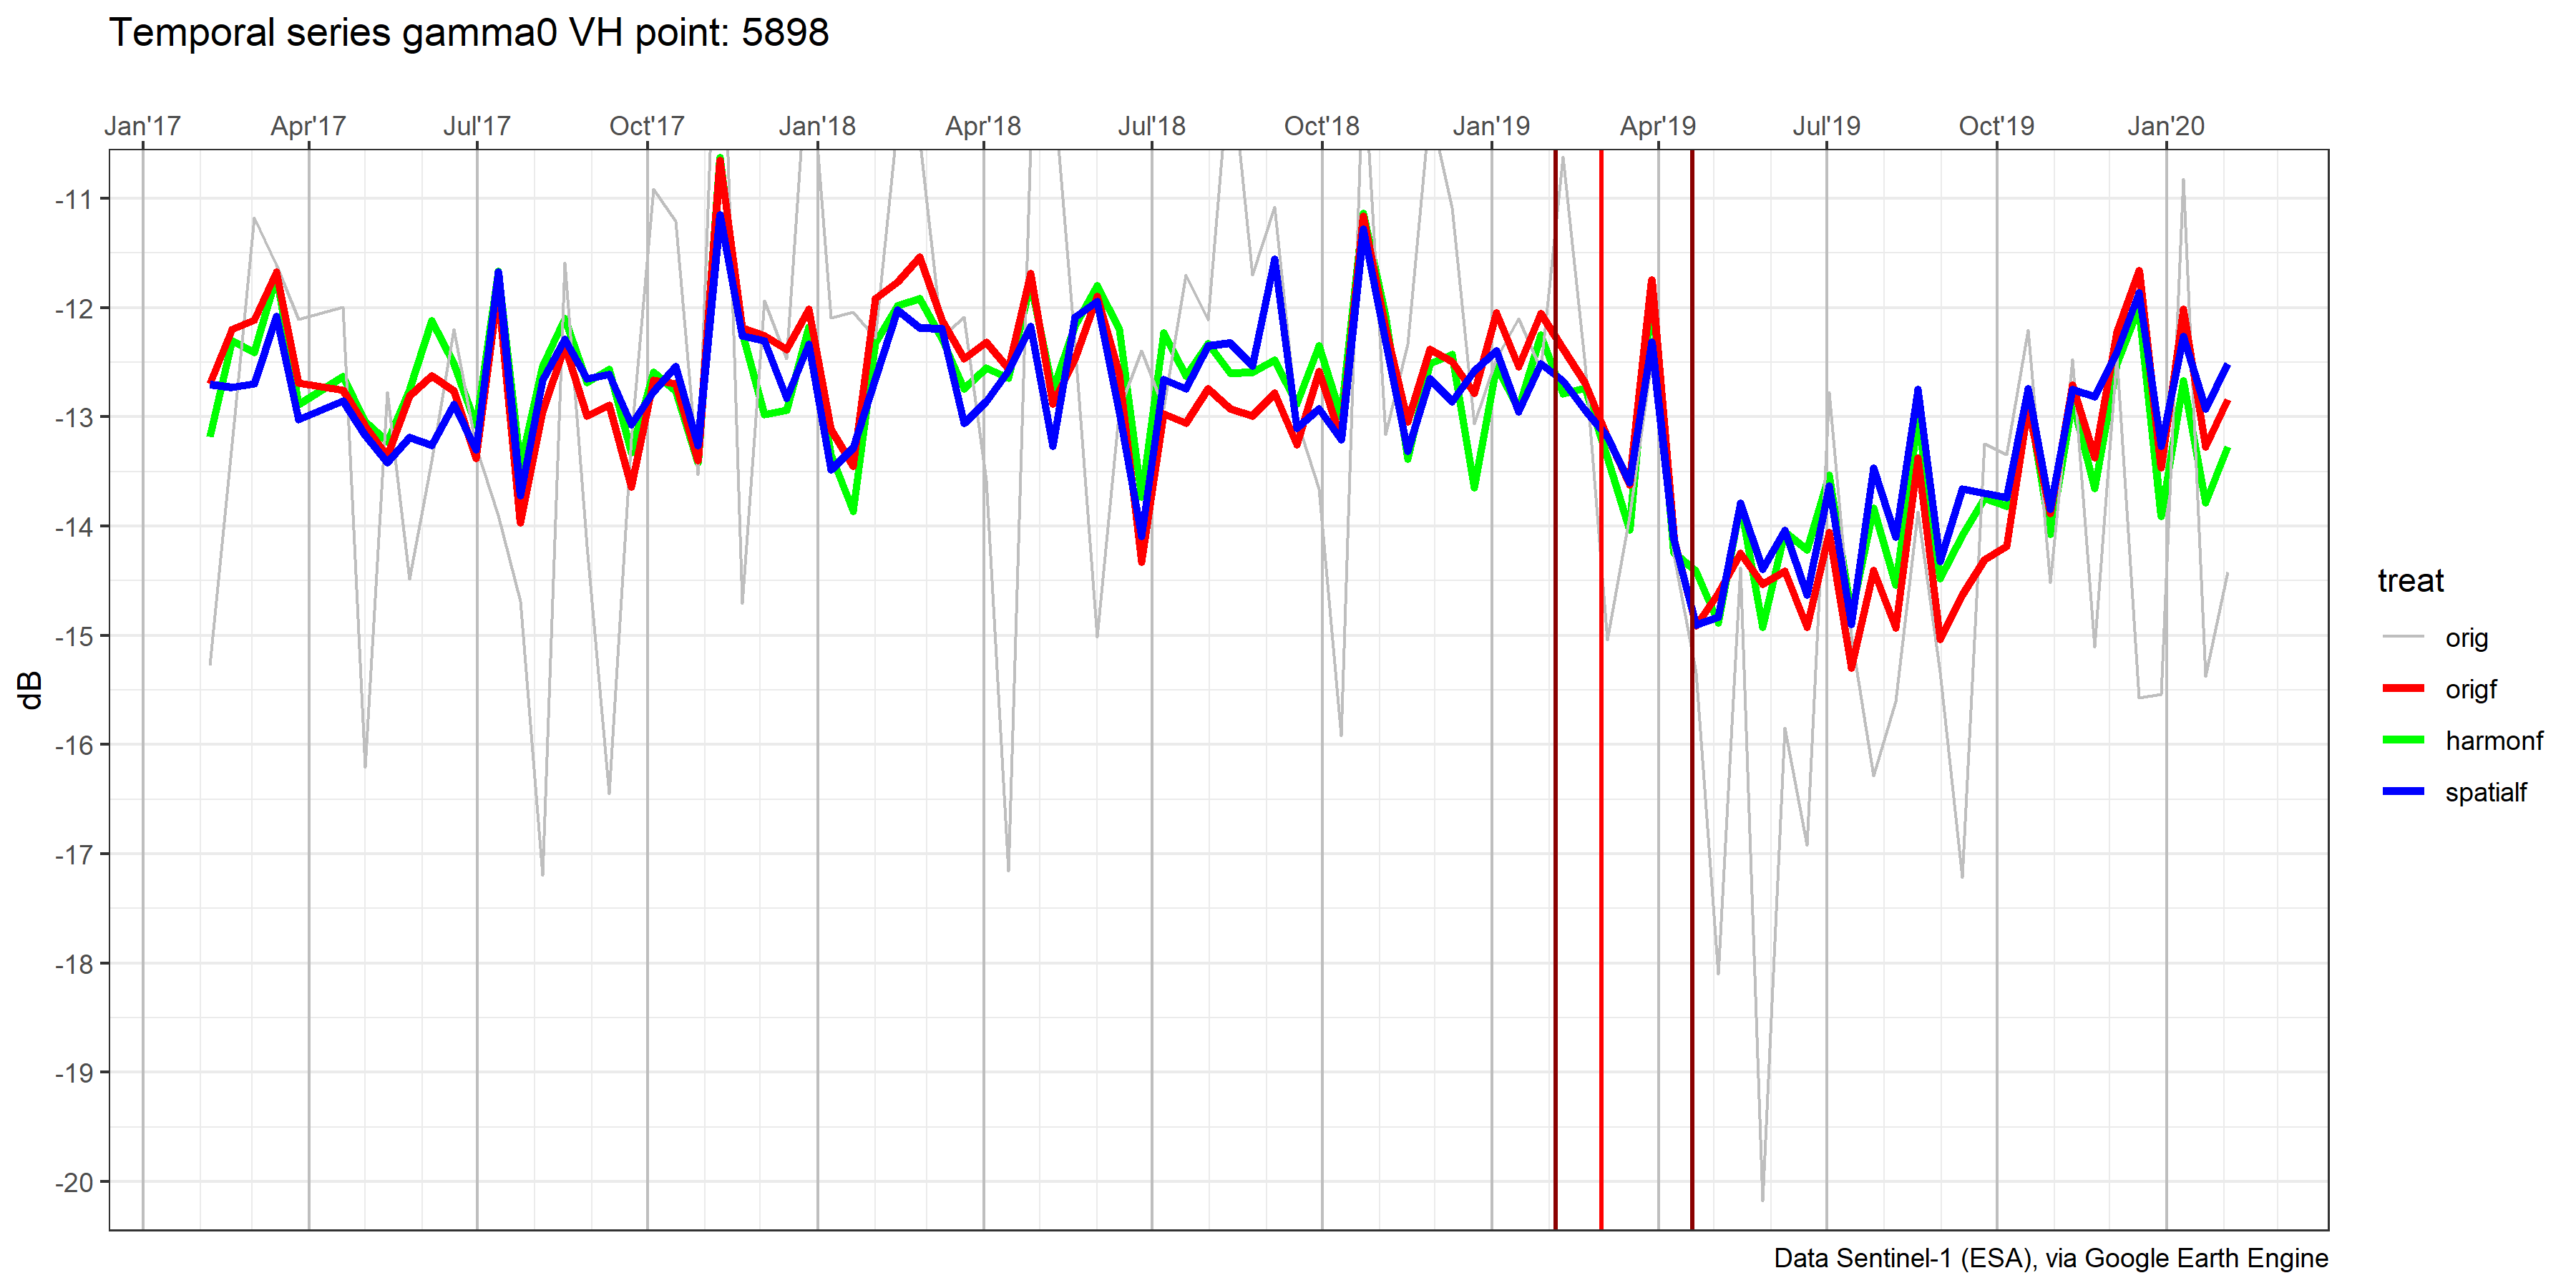 Temporal series gamma0 VH point: 5898
Jan'17 Apr'17 Jul'17 Oct'17 Jan'18 Apr'18 Jul'18 Oct'18 Jan'19 Apr'19 Jul'19 Oct'19 Jan'20
-11
-12
-13
-14
-15
-16
-17
-18
-19
-20
dB
treat
orig
origf
harmonf
spatialf
Data Sentinel-1 (ESA), via Google Earth Engine